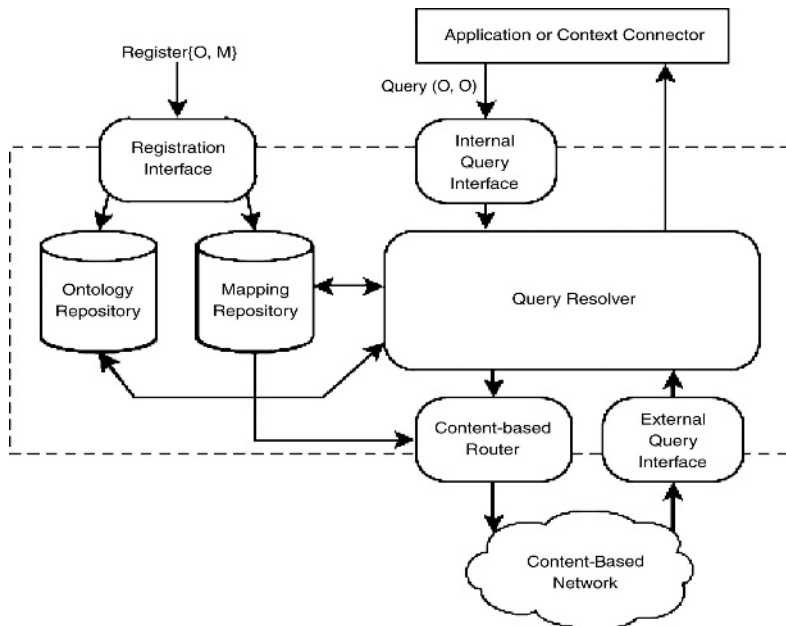 Application or Context Connector
Register{O, M}
Query (O, O)
Registration
Interface
Internal
Query
Interface
Ontology
Repository
Mapping
Repository
Query Resolver
Content-based
Router
External
Query
Interface
Content-Based
Network